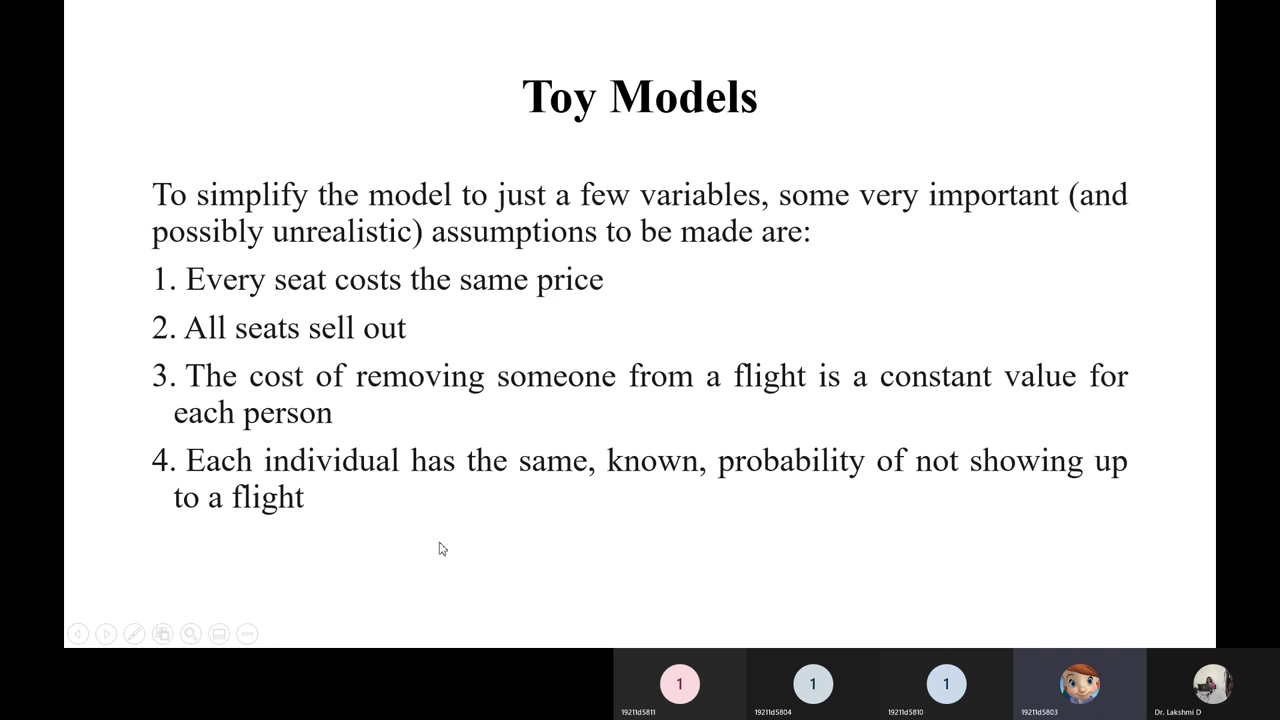 Toy Models
To simplify the model to just a few variables, some very important (and
possibly unrealistic) assumptions to be made are:
1. Every seat costs the same price
2. All seats sell out
3. The cost of removing someone from a flight is a constant value for
each person
4. Each individual has the same, known, probability of not showing up
to a flight
1 1 1
19211d5811 19211d5804 19211d5810 19211d5803 Dr. Lakshmi D